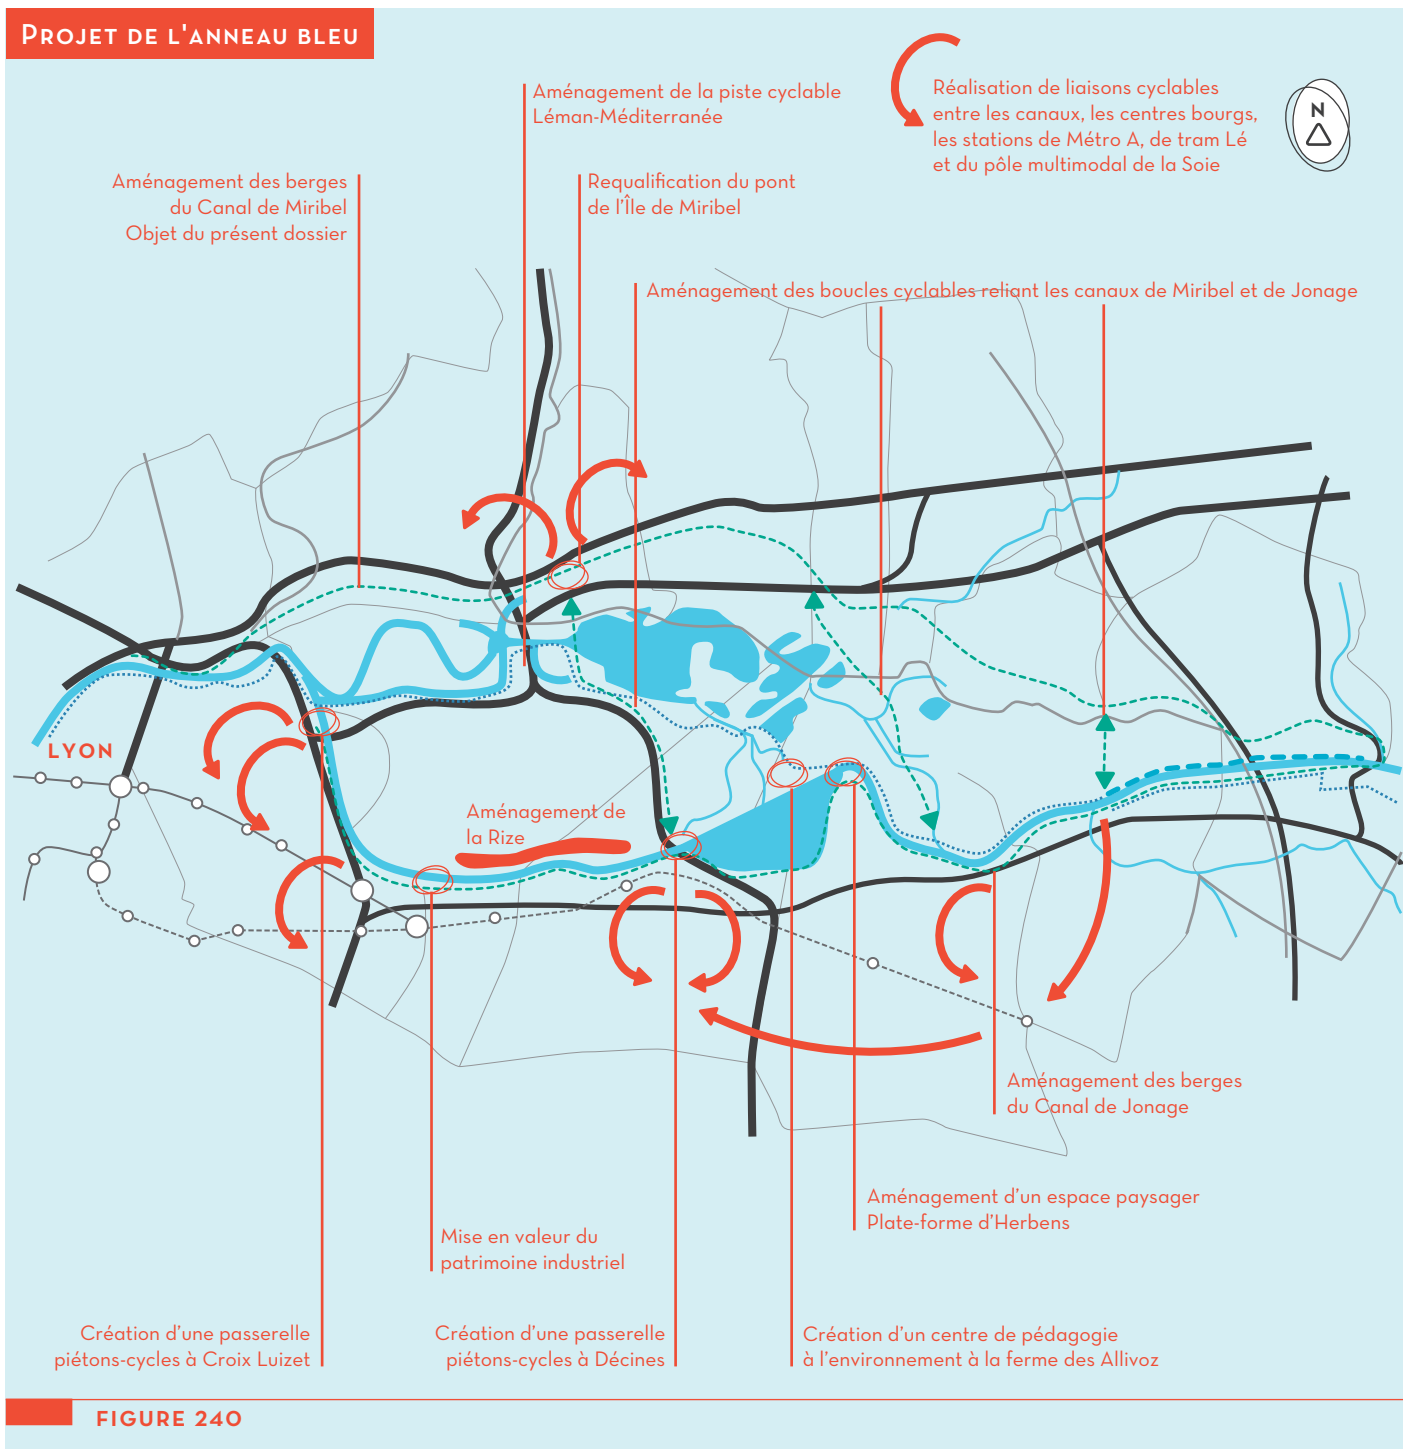 PROJET DE L'ANNEAU BLEU
Aménagement de la piste cyclable
Léman-Méditerranée
Réalisation de liaisons cyclables
entre les canaux, les centres bourgs,
les stations de Métro A, de tram Lé
et du pôle multimodal de la Soie
N
Aménagement des berges
du Canal de Miribel
Objet du présent dossier
Requalification du pont
de l'Île de Miribel
Aménagement des boucles cyclables reliant les canaux de Miribel et de Jonage
LYON
Aménagement de
la Rize
Aménagement des berges
du Canal de Jonage
Aménagement d'un espace paysager
Plate-forme d'Herbens
Mise en valeur du
patrimoine industriel
Création d'une passerelle
piétons-cycles à Croix Luizet
Création d'une passerelle
piétons-cycles à Décines
Création d'un centre de pédagogie
à l'environnement à la ferme des Allivoz
FIGURE 240